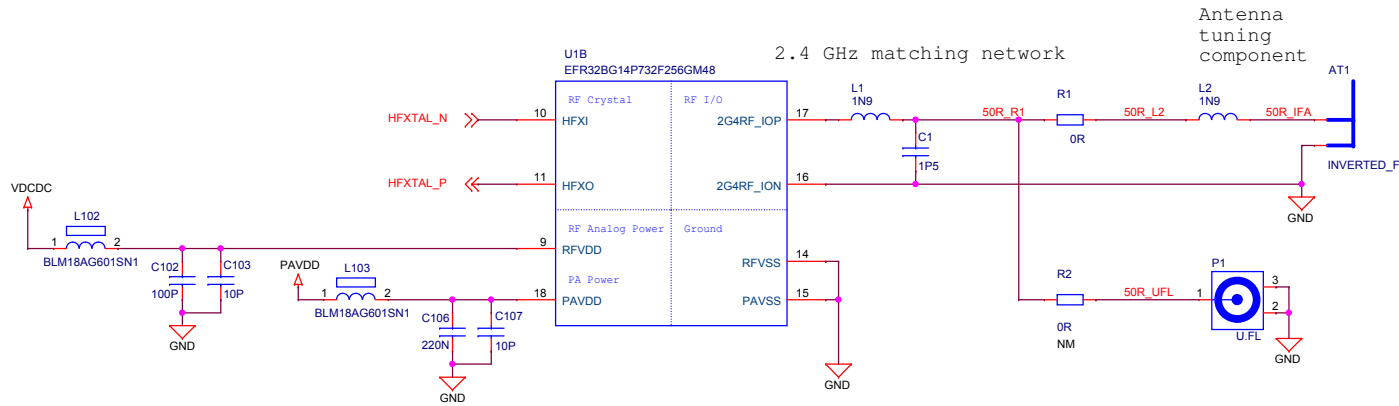 Antenna
tuning
component
2.4 GHz matching network
U1B
EFR32BG14P732F256GM48
AT1
RF Crystal
RF I/O
L1
1N9
R1
L2
1N9
HFXTAL_N
10
HFXI
2G4RF_IOP
17
50R_R1
50R_L2
50R_IFA
0R
C1
1P5
INVERTED_F
HFXTAL_P
11
HFXO
2G4RF_ION
16
GND
VDCDC
L102
1
2
BLM18AG601SN1
RF Analog Power
Ground
9
RFVDD
C102
100P
C103
10P
GND
PAVDD
L103
1
2
BLM18AG601SN1
PA Power
18
PAVDD
RFVSS
14
PAVSS
15
C106
220N
C107
10P
GND
GND
R2
0R
NM
50R_UFL
P1
1
3
2
U.FL
GND